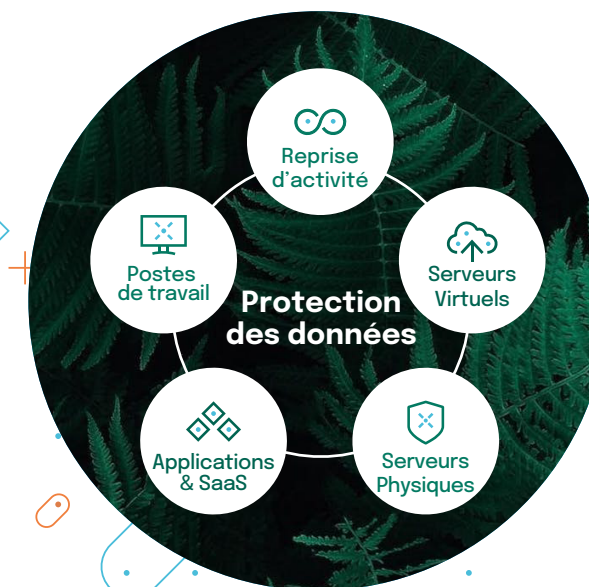 Reprise
d'activité
Postes
de travail
Serveurs
Virtuels
Protection
des données
Applications
& SaaS
Serveurs
Physiques